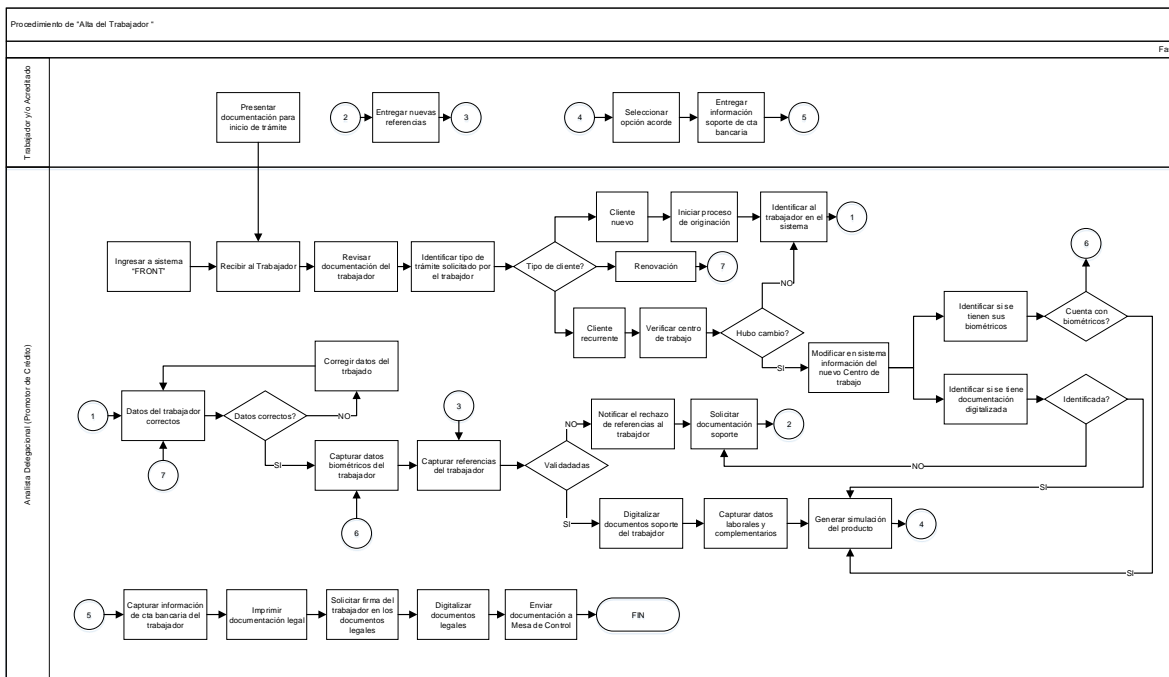 Procedimiento de "Alta del Trabajador "
Fa
Trabajador y/o Acreditado
Presentar
documentación para
inicio de trámite
2
Entregar nuevas
referencias
3
4
Seleccionar
opción acorde
Entregar
información
soporte de cta
bancaria
5
Analista Delegacional (Promotor de Crédito)
Ingresar a sistema
"FRONT"
Recibir al Trabajador
Revisar
documentación del
trabajador
Identificar tipo de
trámite solicitado por
el trabajdor
Tipo de cliente?
Cliente
nuevo
Iniciar proceso
de originación
Identificar al
trabajador en el
sistema
1
Renovación
7
Cliente
recurrente
Verificar centro
de trabajo
Hubo cambio?
NO
SI
Modificar en sistema
información del
nuevo Centro de
trabajo
Identificar si se
tienen sus
biométricos
Cuenta con
biométricos?
6
Identificar si se tiene
documentación
digitalizada
Identificada?
NO
SI
SI
Corregir datos del
trbajado
1
Datos del trabajador
correctos
7
Datos correctos?
NO
SI
Capturar datos
biométricos del
trabajador
6
3
Capturar referencias
del trabajador
Validadadas
NO
Notificar el rechazo
de referencias al
trabajdor
Solicitar
documentación
soporte
2
SI
Digitalizar
documentos soporte
del trabajdor
Capturar datos
laborales y
complementarios
Generar simulación
del producto
4
5
Capturar información
de cta bancaria del
trabajador
Imprimir
documentación legal
Solicitar firma del
trabajador en los
documentos
legales
Digitalizar
documentos
legales
Enviar
documentación a
Mesa de Control
FIN